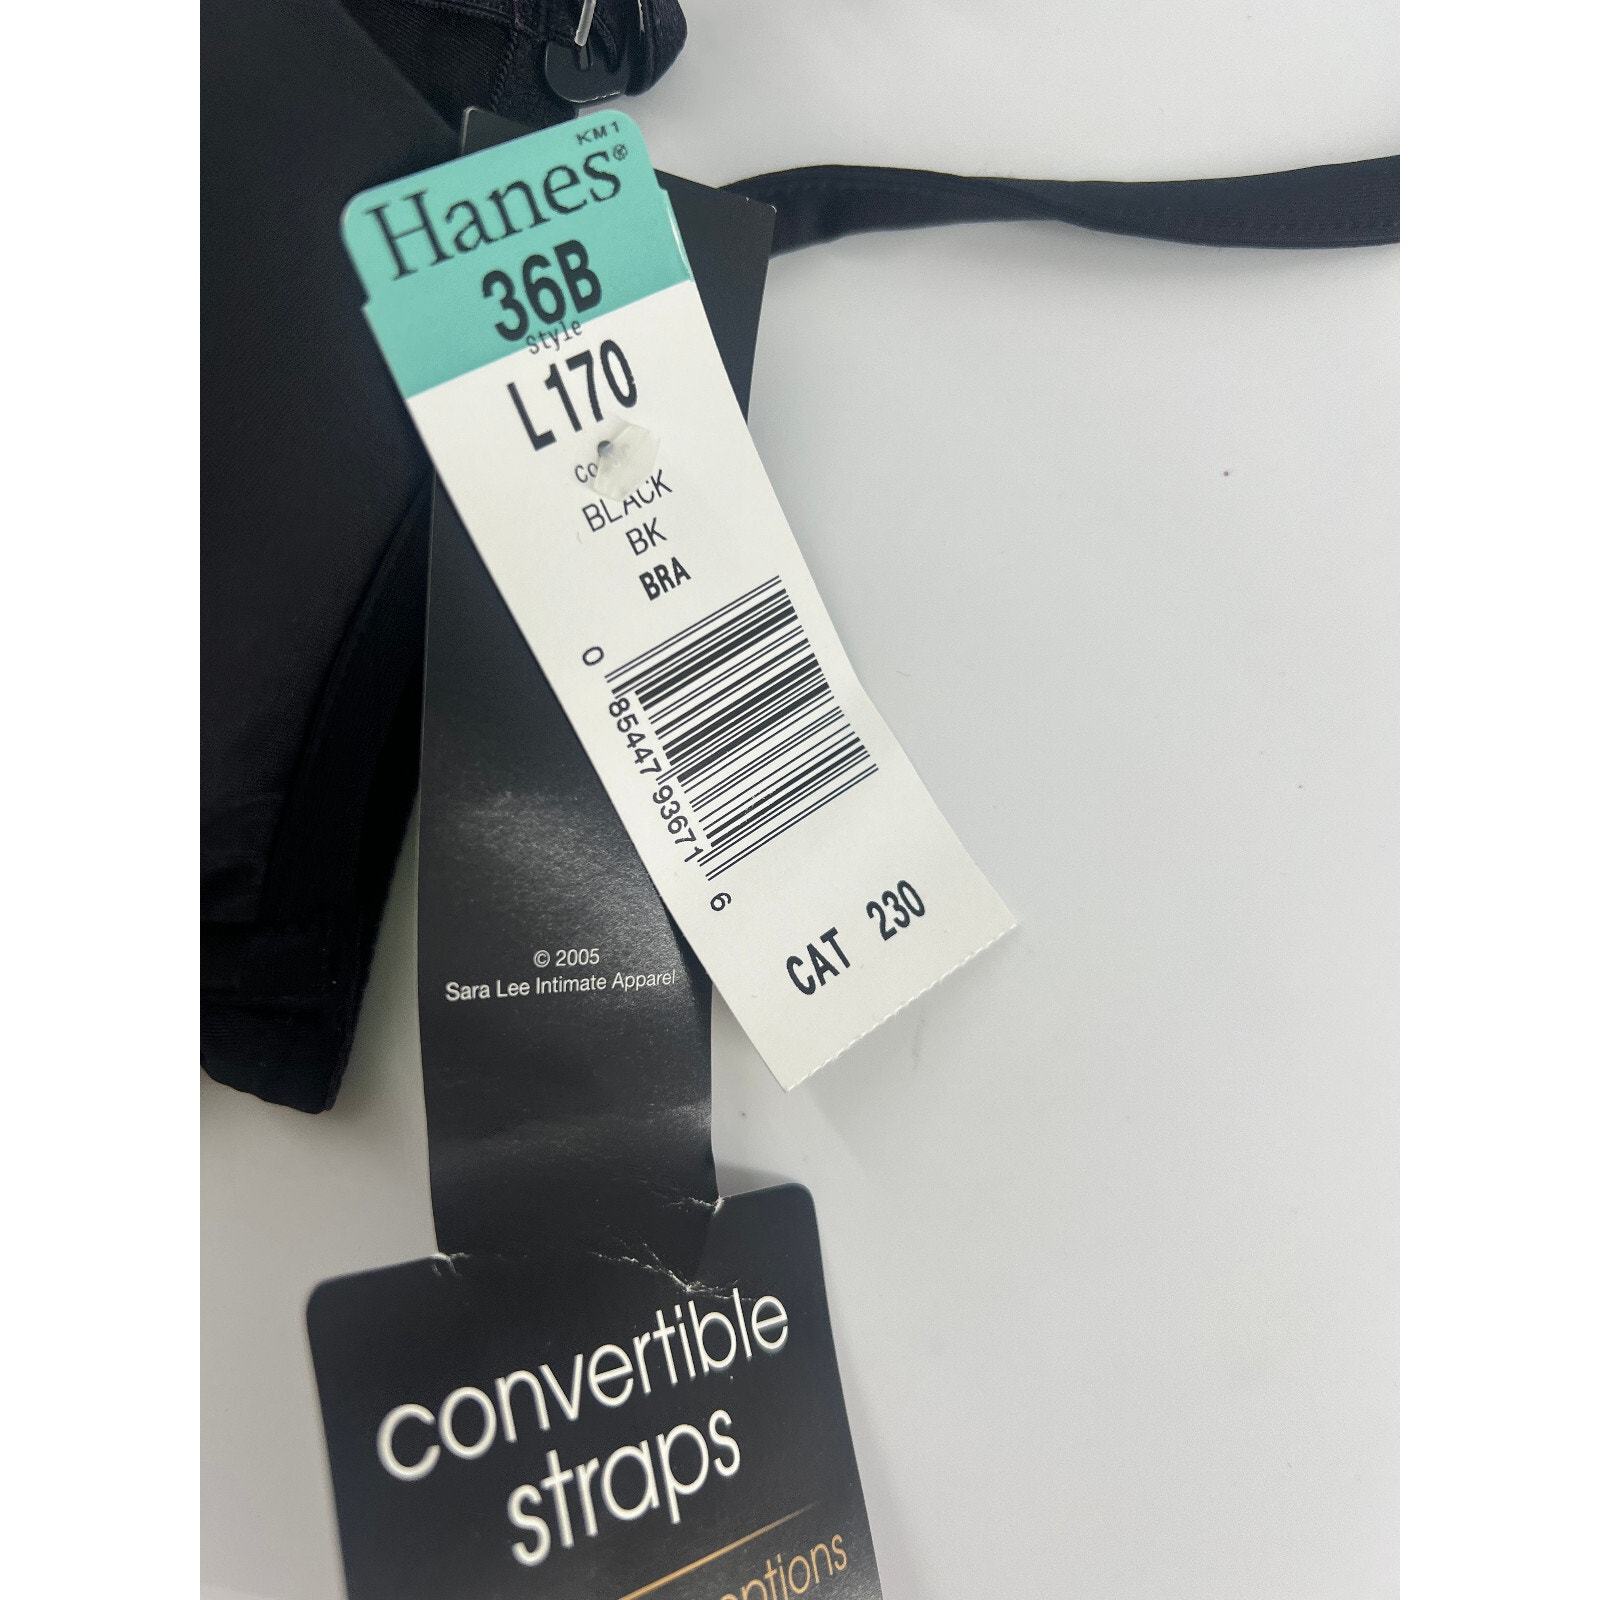 KM1
Hanes®
36B
Style
L170
BLACK
BK
BRA
0 85447 93671 6
CAT 230
© 2005
Sara Lee Intimate Apparel
convertible
straps